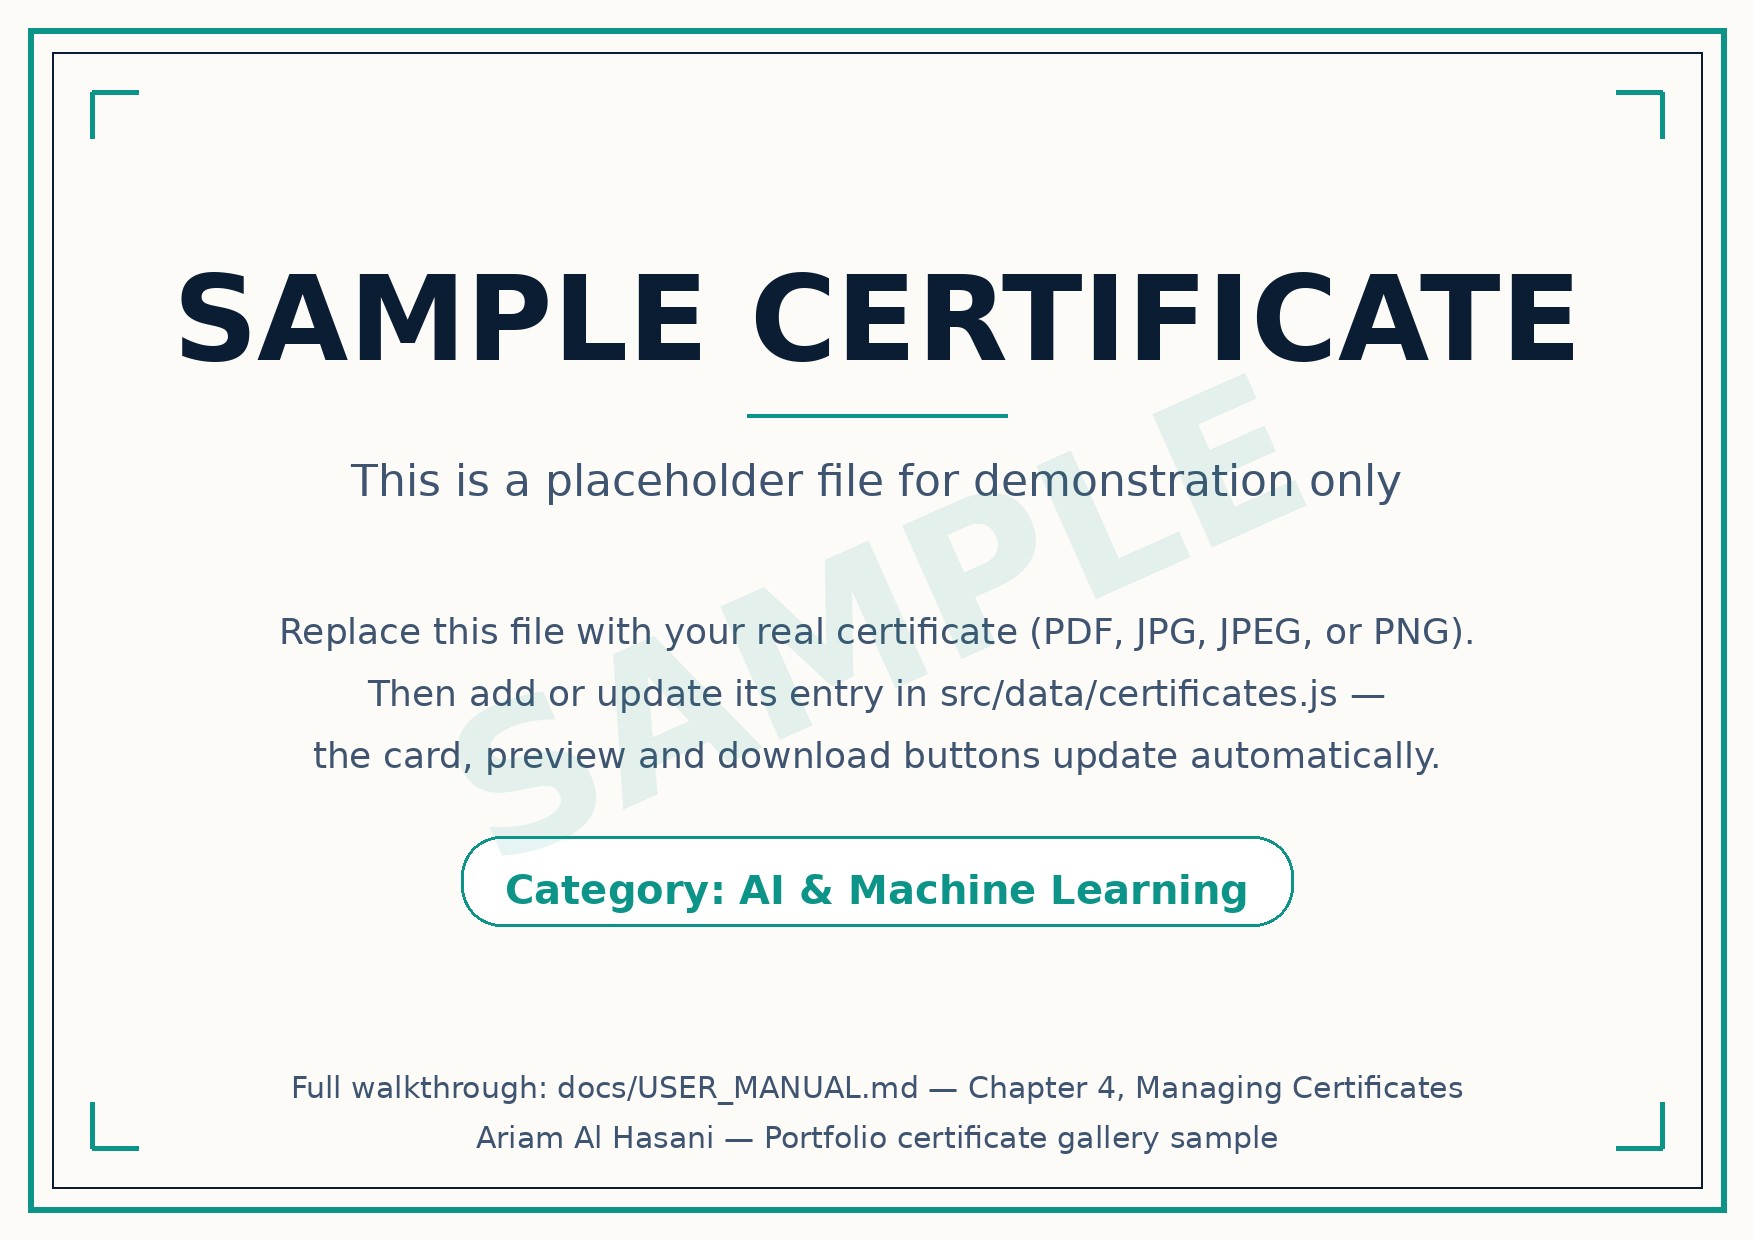 SAMPLE CERTIFICATE
This is a placeholder file for demonstration only
SAMPLE
Replace this file with your real certificate (PDF, JPG, JPEG, or PNG).
Then add or update its entry in src/data/certificates.js —
the card, preview and download buttons update automatically.
Category: AI & Machine Learning
Full walkthrough: docs/USER_MANUAL.md — Chapter 4, Managing Certificates
Ariam Al Hasani — Portfolio certificate gallery sample